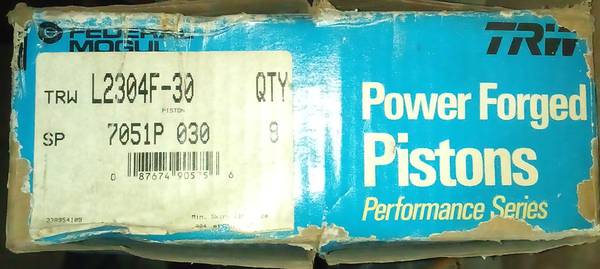 FEDERAL
MOGUL
TRW
TRW L2304F-30 QTY
PISTON
SP 7051P 030 8
Power Forged
Pistons
Performance Series
0 87674 90575 6